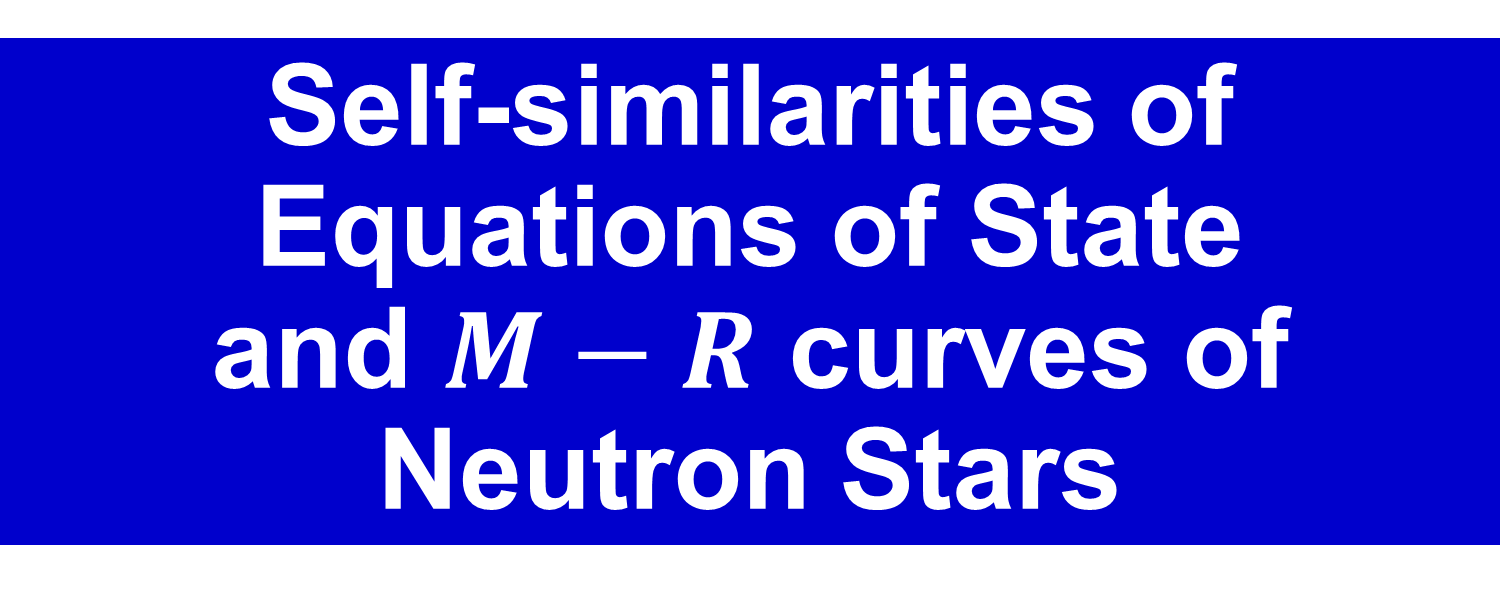 Self-similarities of
Equations of State
and M − R curves of
Neutron Stars